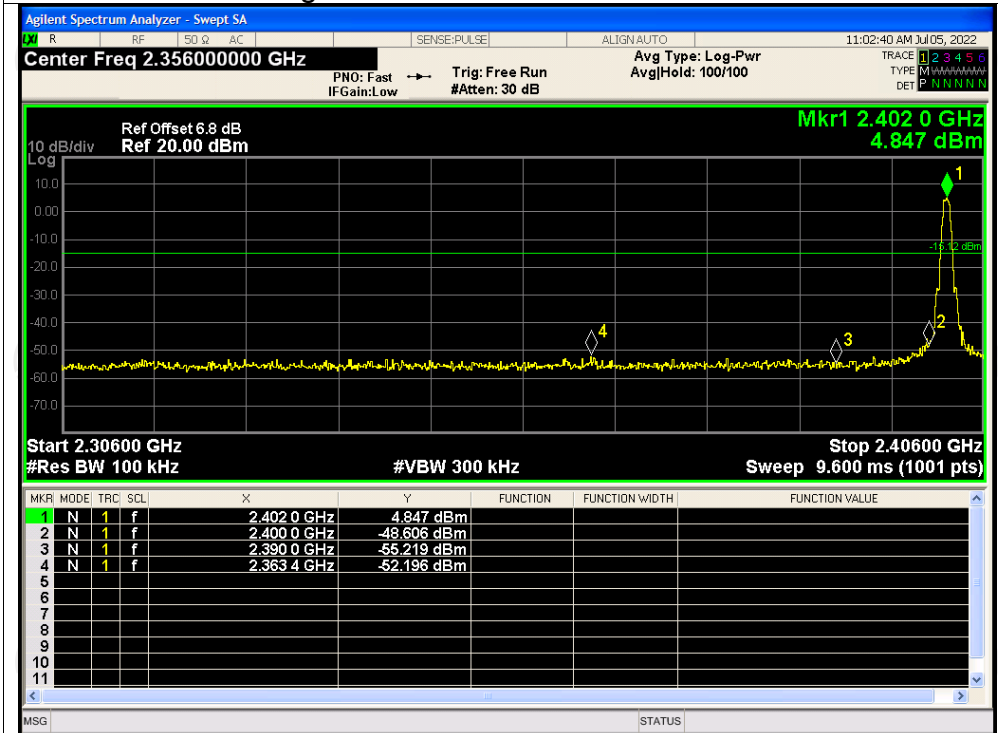 Agilent Spectrum Analyzer - Swept SA
LXI R RF 50 Ω AC SENSE:PULSE ALIGN AUTO 11:02:40 AM Jul 05, 2022
Center Freq 2.356000000 GHz Avg Type: Log-Pwr TRACE 1 2 3 4 5 6
PNO: Fast Trig: Free Run Avg|Hold: 100/100 TYPE M
IFGain:Low #Atten: 30 dB DET P N N N N N
Mkr1 2.402 0 GHz
Ref Offset 6.8 dB
10 dB/div Ref 20.00 dBm 4.847 dBm
Log
1
10.0
0.00
-10.0
-15.12 dBm
-20.0
-30.0
-40.0
4 3 2
-50.0
-60.0
-70.0
Start 2.30600 GHz Stop 2.40600 GHz
#Res BW 100 kHz #VBW 300 kHz Sweep 9.600 ms (1001 pts)
MKR MODE TRC SCL X Y FUNCTION FUNCTION WIDTH FUNCTION VALUE
1 N 1 f 2.402 0 GHz 4.847 dBm
2 N 1 f 2.400 0 GHz -48.606 dBm
3 N 1 f 2.390 0 GHz -55.219 dBm
4 N 1 f 2.363 4 GHz -52.196 dBm
5
6
7
8
9
10
11
MSG STATUS